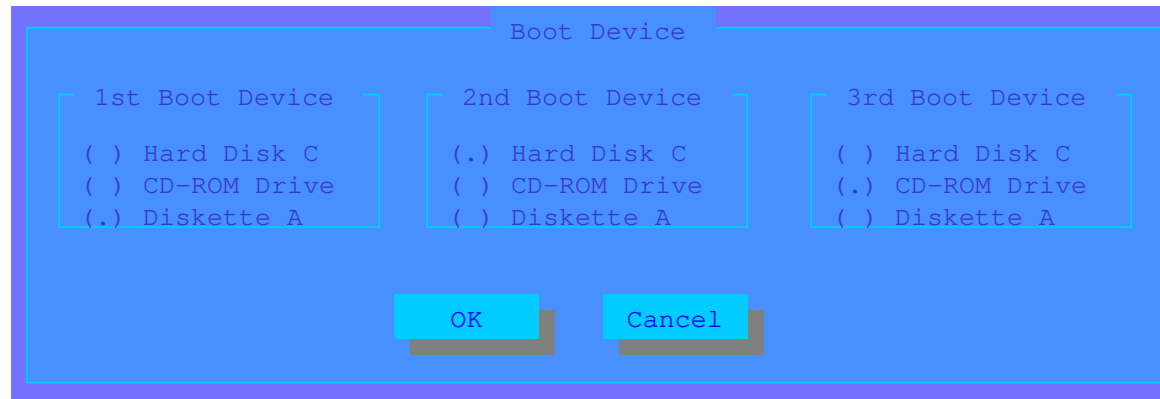 Boot Device
1st Boot Device
( ) Hard Disk C
( ) CD-ROM Drive
(.) Diskette A
2nd Boot Device
(.) Hard Disk C
( ) CD-ROM Drive
( ) Diskette A
3rd Boot Device
( ) Hard Disk C
(.) CD-ROM Drive
( ) Diskette A
OK
Cancel